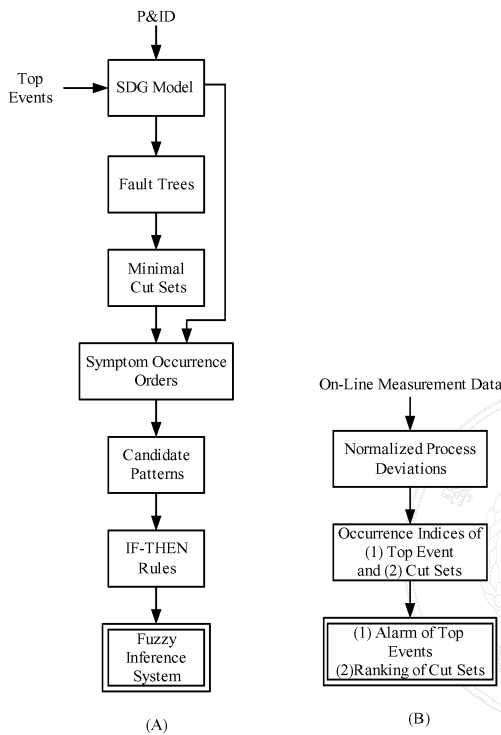 P&ID
Top
Events
SDG Model
Fault Trees
Minimal
Cut Sets
Symptom Occurrence
Orders
Candidate
Patterns
IF-THEN
Rules
Fuzzy
Inference
System
(A)
On-Line Measurement Data
Normalized Process
Deviations
Occurrence Indices of
(1) Top Event
and (2) Cut Sets
(1) Alarm of Top
Events
(2)Ranking of Cut Sets
(B)